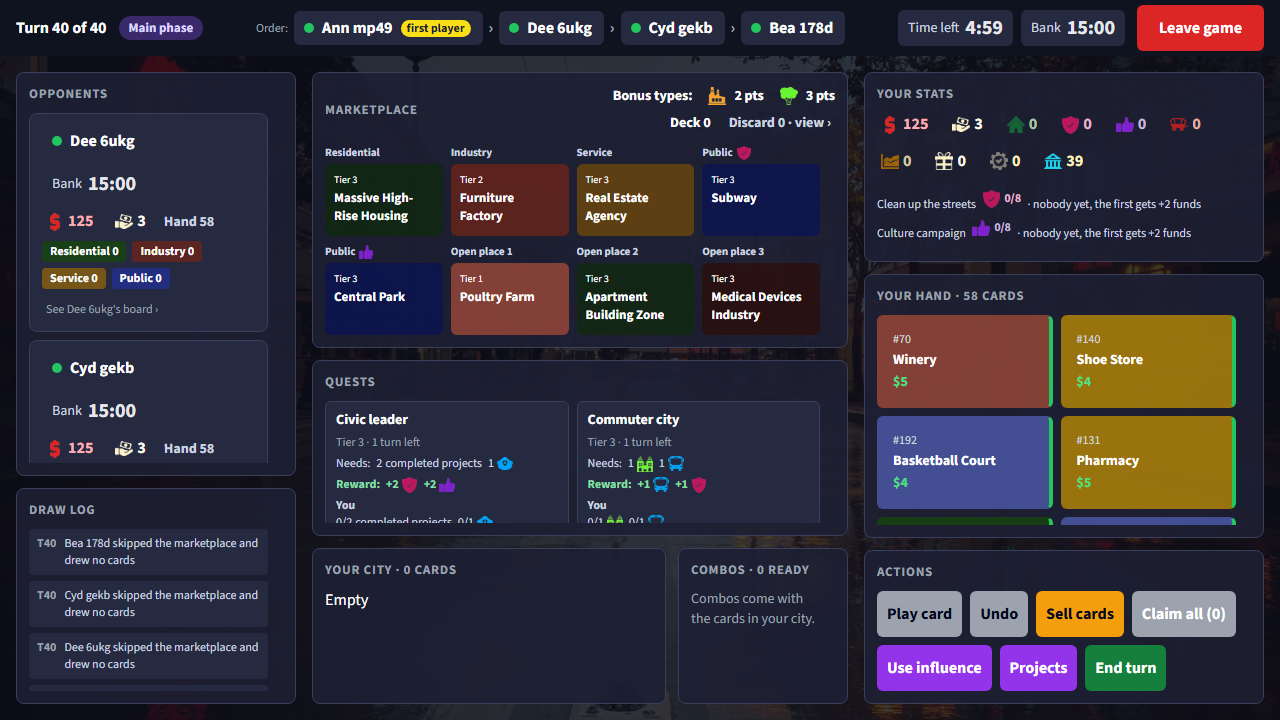 Turn 40 of 40 Main phase Order: Ann mp49 first player › Dee 6ukg › Cyd gekb › Bea 178d Time left 4:59 Bank 15:00 Leave game
OPPONENTS
Dee 6ukg
Bank 15:00
125 3 Hand 58
Residential 0 Industry 0
Service 0 Public 0
See Dee 6ukg's board ›
Cyd gekb
Bank 15:00
125 3 Hand 58
DRAW LOG
T40 Bea 178d skipped the marketplace and
drew no cards
T40 Cyd gekb skipped the marketplace and
drew no cards
T40 Dee 6ukg skipped the marketplace and
drew no cards
MARKETPLACE
Bonus types: 2 pts 3 pts
Deck 0 Discard 0 · view ›
Residential Industry Service Public
Tier 3 Tier 2 Tier 3 Tier 3
Massive High- Furniture Real Estate Subway
Rise Housing Factory Agency
Public Open place 1 Open place 2 Open place 3
Tier 3 Tier 1 Tier 3 Tier 3
Central Park Poultry Farm Apartment Medical Devices
Building Zone Industry
QUESTS
Civic leader
Tier 3 · 1 turn left
Needs: 2 completed projects 1
Reward: +2 +2
You
0/2 completed projects 0/1
Commuter city
Tier 3 · 1 turn left
Needs: 1 1
Reward: +1 +1
You
0/1 0/1
YOUR CITY · 0 CARDS
Empty
COMBOS · 0 READY
Combos come with
the cards in your city.
YOUR STATS
125 3 0 0 0 0
0 0 0 39
Clean up the streets 0/8 · nobody yet, the first gets +2 funds
Culture campaign 0/8 · nobody yet, the first gets +2 funds
YOUR HAND · 58 CARDS
#70 #140
Winery Shoe Store
$5 $4
#192 #131
Basketball Court Pharmacy
$4 $5
ACTIONS
Play card Undo Sell cards Claim all (0)
Use influence Projects End turn